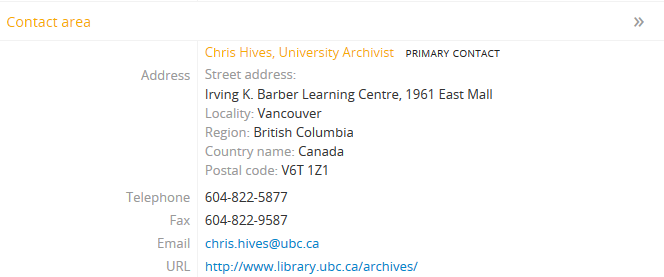 Contact area »
Chris Hives, University Archivist PRIMARY CONTACT
Address Street address:
Irving K. Barber Learning Centre, 1961 East Mall
Locality: Vancouver
Region: British Columbia
Country name: Canada
Postal code: V6T 1Z1
Telephone 604-822-5877
Fax 604-822-9587
Email chris.hives@ubc.ca
URL http://www.library.ubc.ca/archives/